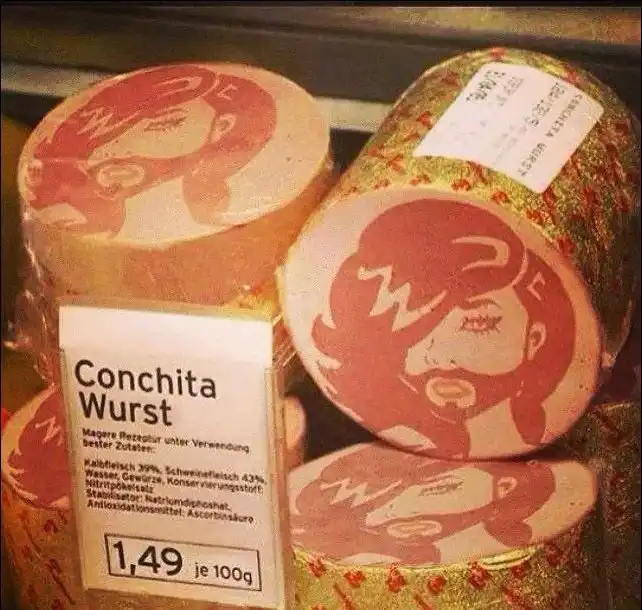 CONCHITA WURST
Conchita
Wurst
Magere Rezeptur unter Verwendung
bester Zutaten:
Kalbfleisch 39%, Schweinefleisch 43%,
Wasser, Gewürze, Konservierungsstoff:
Nitritpökelsalz
Stabilisator: Natriumdiphosphat,
Antioxidationsmittel: Ascorbinsäure
1,49 je 100g